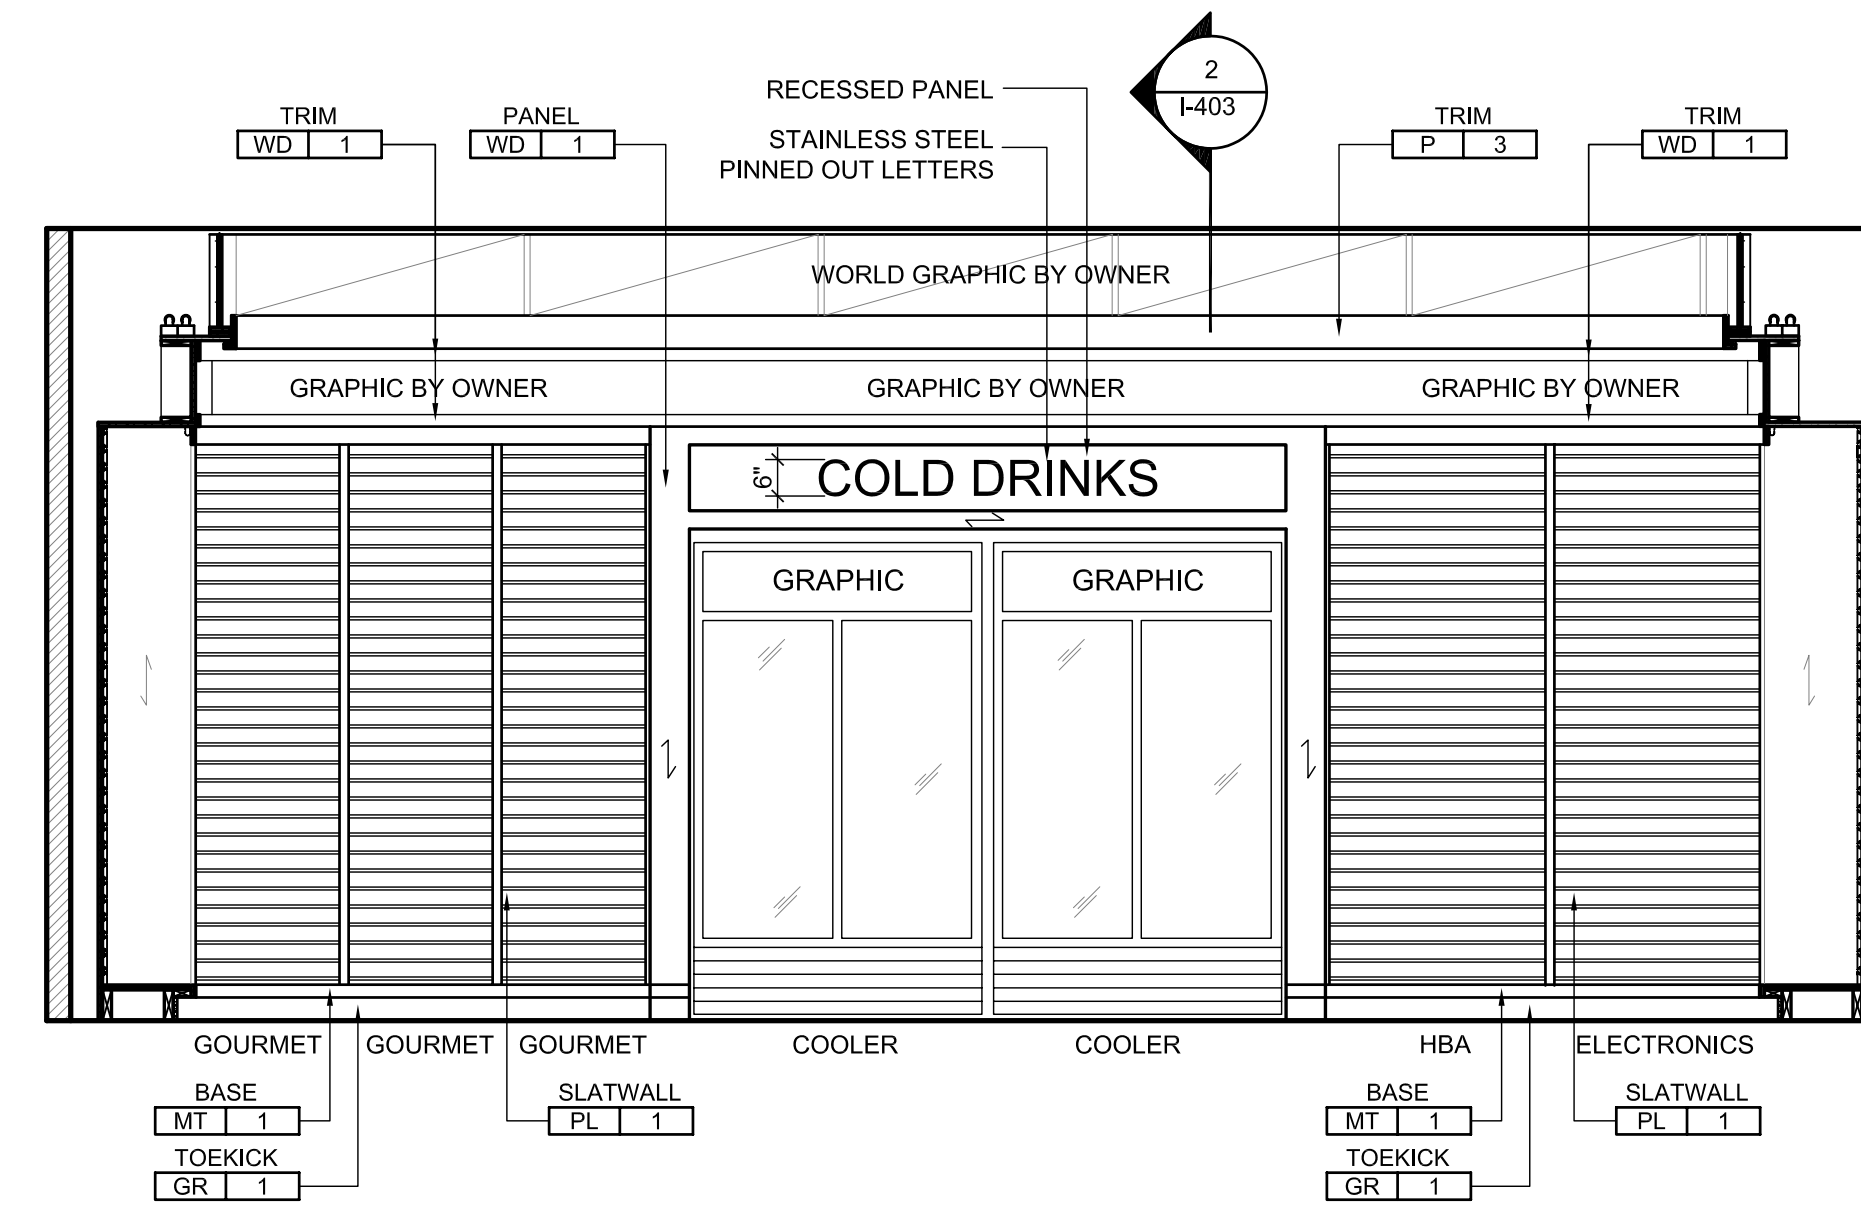 2
I-403
RECESSED PANEL
TRIM
WD 1
PANEL
WD 1
STAINLESS STEEL
PINNED OUT LETTERS
TRIM
P 3
TRIM
WD 1
WORLD GRAPHIC BY OWNER
GRAPHIC BY OWNER
GRAPHIC BY OWNER
GRAPHIC BY OWNER
6"
COLD DRINKS
GRAPHIC
GRAPHIC
GOURMET
GOURMET
GOURMET
COOLER
COOLER
HBA
ELECTRONICS
BASE
MT 1
SLATWALL
PL 1
BASE
MT 1
SLATWALL
PL 1
TOEKICK
GR 1
TOEKICK
GR 1